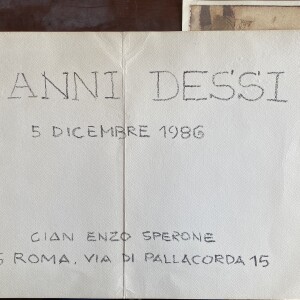 ANNI DESSI
5 DICEMBRE 1986
GIAN ENZO SPERONE
ROMA. VIA DI PALLACORDA 15